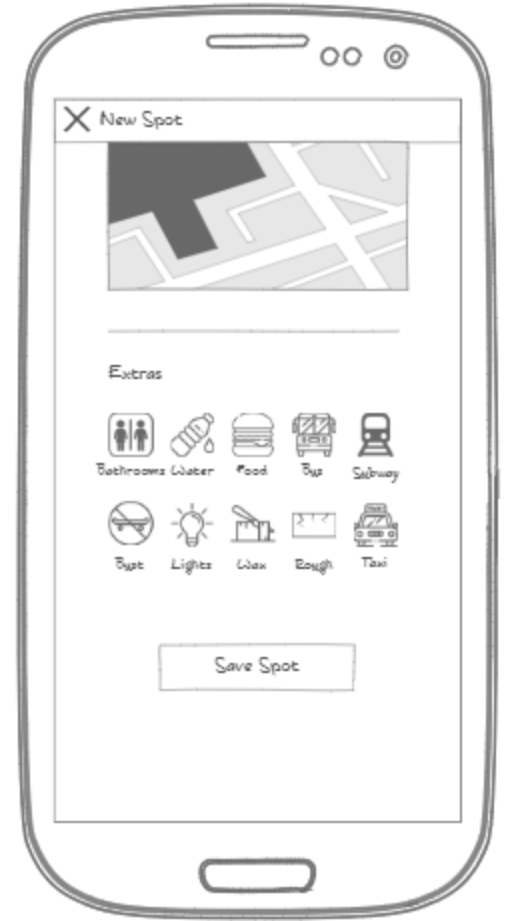 New Spot
Extras
Bathrooms Water Food Bus Subway
Bust Lights Wax Rough Taxi
Save Spot